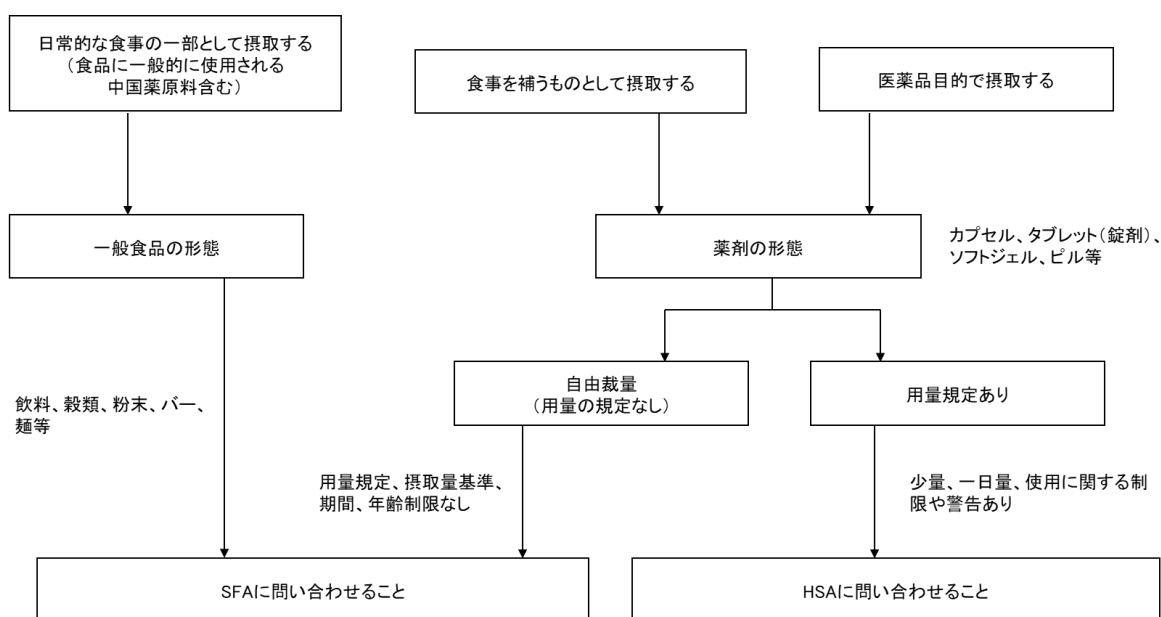 日常的な食事の一部として摂取する
（食品に一般的に使用される
中国薬原料含む）
食事を補うものとして摂取する
医薬品目的で摂取する
一般食品の形態
薬剤の形態
カプセル、タブレット（錠剤）、
ソフトジェル、ピル等
自由裁量
（用量の規定なし）
用量規定あり
飲料、穀類、粉末、バー、
麺等
用量規定、摂取量基準、
期間、年齢制限なし
少量、一日量、使用に関する制
限や警告あり
SFAに問い合わせること
HSAに問い合わせること